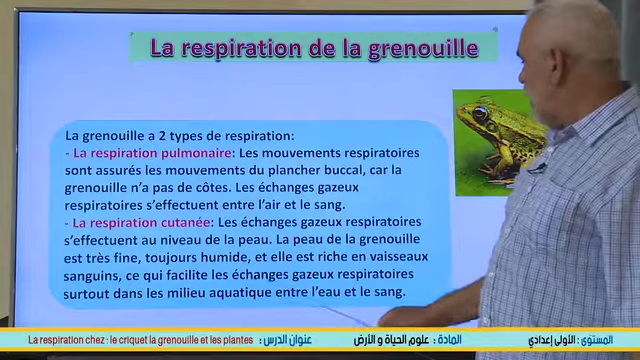 La respiration de la grenouille
La grenouille a 2 types de respiration:
- La respiration pulmonaire: Les mouvements respiratoires
sont assurés les mouvements du plancher buccal, car la
grenouille n'a pas de côtes. Les échanges gazeux
respiratoires s'effectuent entre l'air et le sang.
- La respiration cutanée: Les échanges gazeux respiratoires
s'effectuent au niveau de la peau. La peau de la grenouille
est très fine, toujours humide, et elle est riche en vaisseaux
sanguins, ce qui facilite les échanges gazeux respiratoires
surtout dans les milieu aquatique entre l'eau et le sang.
المستوى : الأولى إعدادي المادة : علوم الحياة و الأرض عنوان الدرس : La respiration chez : le criquet la grenouille et les plantes